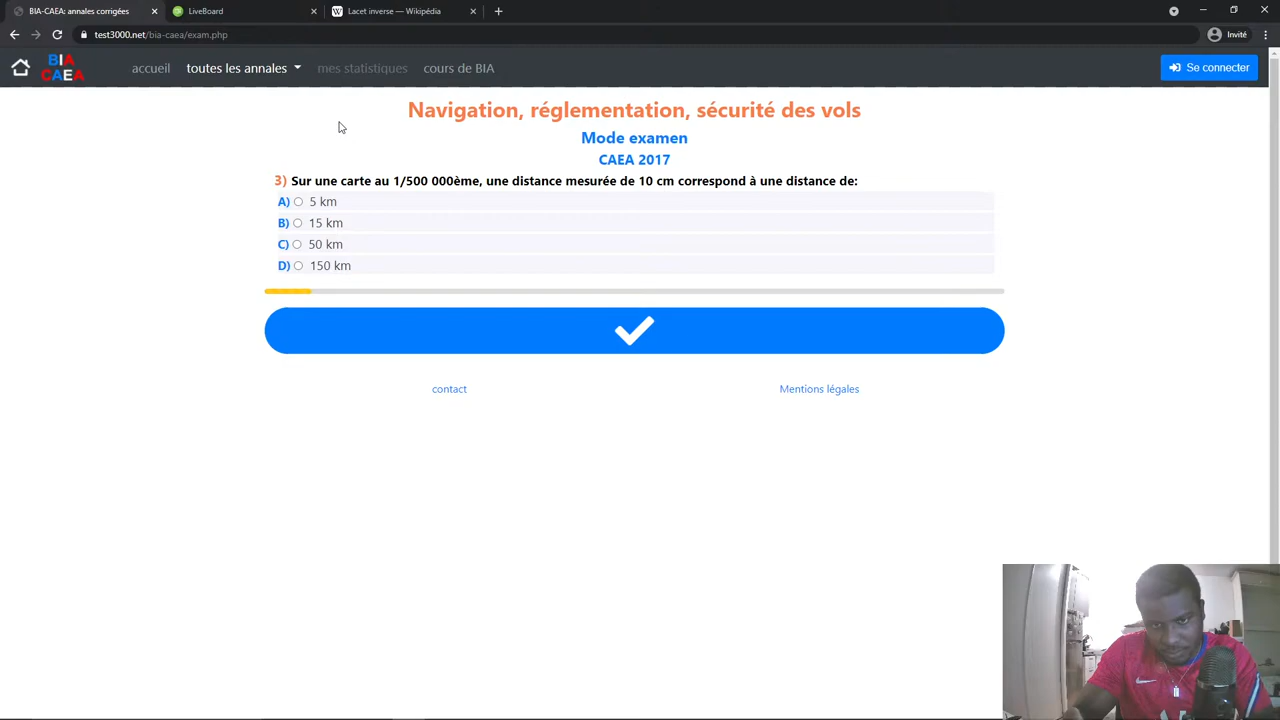 BIA-CAEA: annales corrigées
LiveBoard
Lacet inverse — Wikipédia
test3000.net/bia-caea/exam.php
Invité
BIA
CAEA
accueil
toutes les annales
mes statistiques
cours de BIA
Se connecter
Navigation, réglementation, sécurité des vols
Mode examen
CAEA 2017
3) Sur une carte au 1/500 000ème, une distance mesurée de 10 cm correspond à une distance de:
A) 5 km
B) 15 km
C) 50 km
D) 150 km
contact
Mentions légales